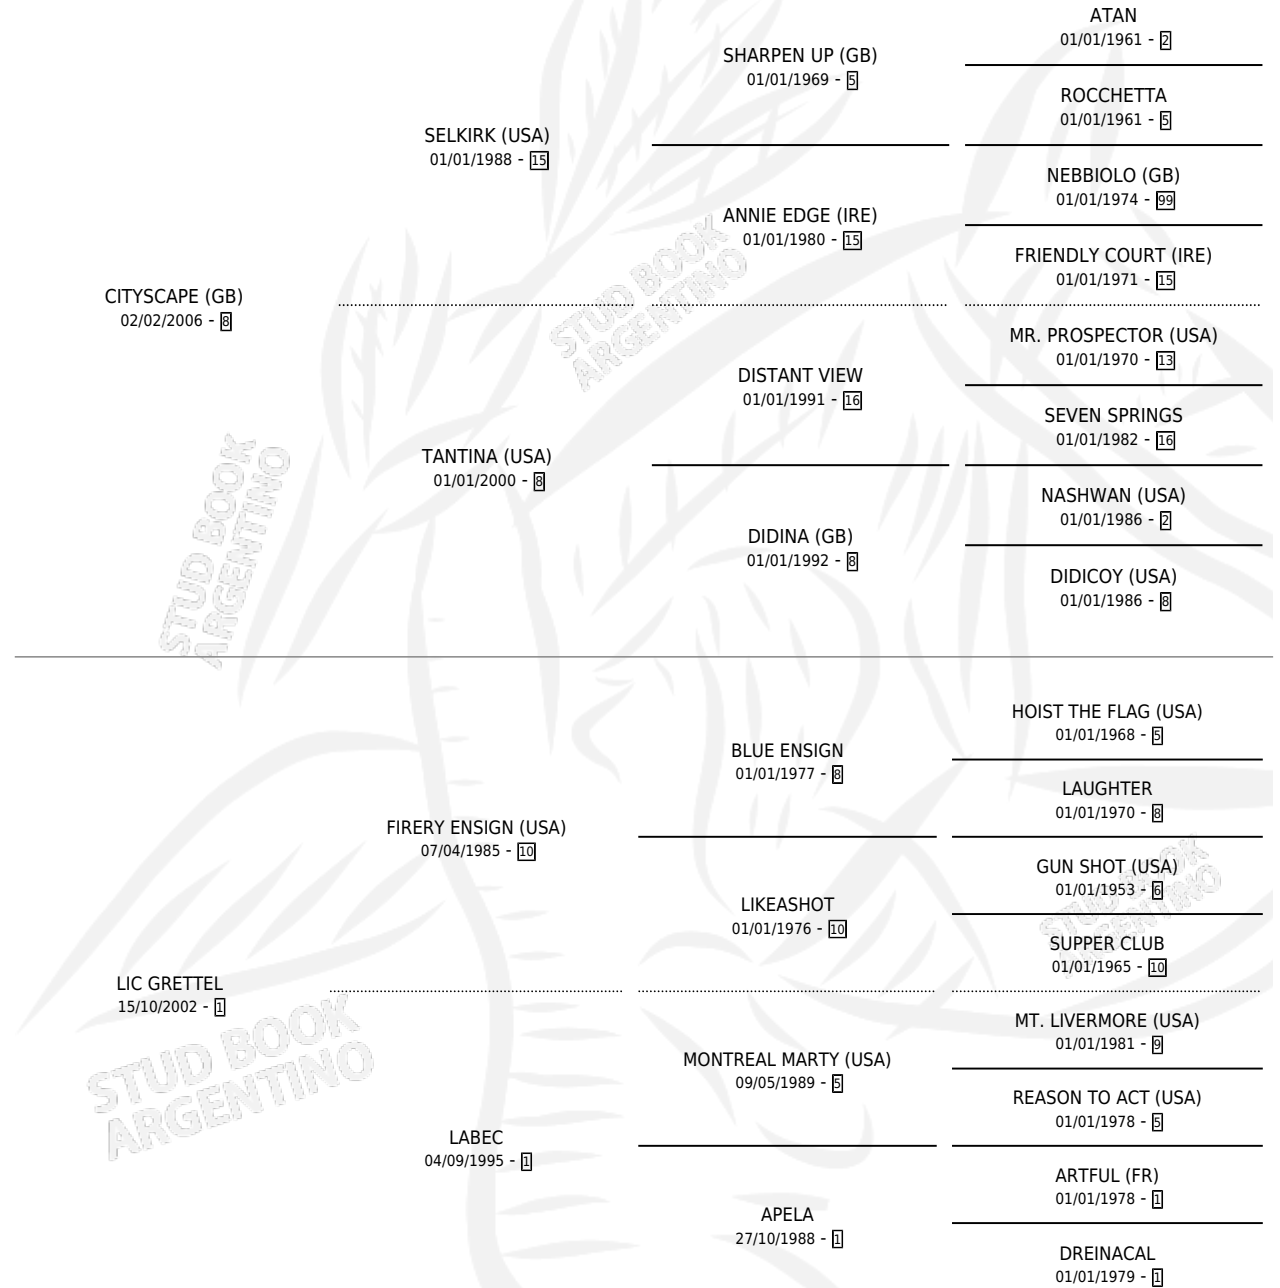 ATAN
01/01/1961 - 2
SHARPEN UP (GB)
01/01/1969 - 5
ROCCHETTA
01/01/1961 - 5
SELKIRK (USA)
01/01/1988 - 15
NEBBIOLO (GB)
01/01/1974 - 99
ANNIE EDGE (IRE)
01/01/1980 - 15
FRIENDLY COURT (IRE)
01/01/1971 - 15
CITYSCAPE (GB)
02/02/2006 - 8
STUD BOOK
ARGENTINO
MR. PROSPECTOR (USA)
01/01/1970 - 13
DISTANT VIEW
01/01/1991 - 16
SEVEN SPRINGS
01/01/1982 - 16
TANTINA (USA)
01/01/2000 - 8
NASHWAN (USA)
01/01/1986 - 2
DIDINA (GB)
01/01/1992 - 8
DIDICOY (USA)
01/01/1986 - 8
STUD BOOK
ARGENTINO
HOIST THE FLAG (USA)
01/01/1968 - 5
BLUE ENSIGN
01/01/1977 - 8
LAUGHTER
01/01/1970 - 8
FIRERY ENSIGN (USA)
07/04/1985 - 10
GUN SHOT (USA)
01/01/1953 - 6
LIKEASHOT
01/01/1976 - 10
STUD BOOK
ARGENTINO
SUPPER CLUB
01/01/1965 - 10
LIC GRETTEL
15/10/2002 - 1
STUD BOOK
ARGENTINO
MT. LIVERMORE (USA)
01/01/1981 - 9
MONTREAL MARTY (USA)
09/05/1989 - 5
REASON TO ACT (USA)
01/01/1978 - 5
LABEC
04/09/1995 - 1
ARTFUL (FR)
01/01/1978 - 1
APELA
27/10/1988 - 1
DREINACAL
01/01/1979 - 1